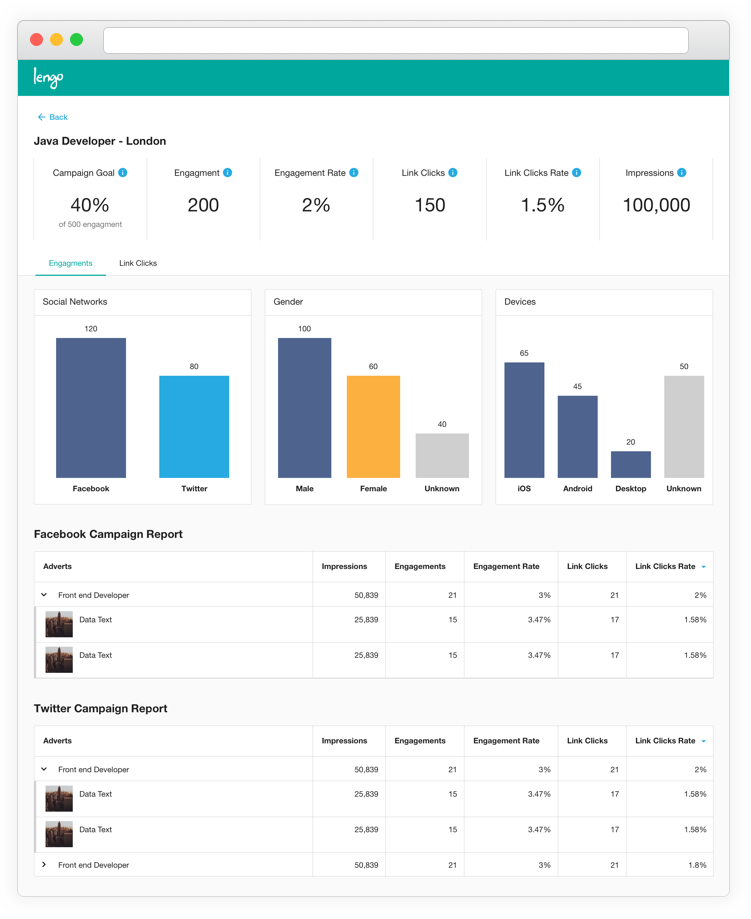 lengo
Back
Java Developer - London
Campaign Goal
Engagment
Engagement Rate
Link Clicks
Link Clicks Rate
Impressions
40%
200
2%
150
1.5%
100,000
of 500 engagment
Engagments
Link Clicks
Social Networks
120
80
Facebook
Twitter
Gender
100
60
40
Male
Female
Unknown
Devices
65
45
20
50
iOS
Android
Desktop
Unknown
Facebook Campaign Report
Adverts Impressions Engagements Engagement Rate Link Clicks Link Clicks Rate
Front end Developer 50,839 21 3% 21 2%
Data Text 25,839 15 3.47% 17 1.58%
Data Text 25,839 15 3.47% 17 1.58%
Twitter Campaign Report
Adverts Impressions Engagements Engagement Rate Link Clicks Link Clicks Rate
Front end Developer 50,839 21 3% 21 2%
Data Text 25,839 15 3.47% 17 1.58%
Data Text 25,839 15 3.47% 17 1.58%
Front end Developer 50,839 21 3% 21 1.8%